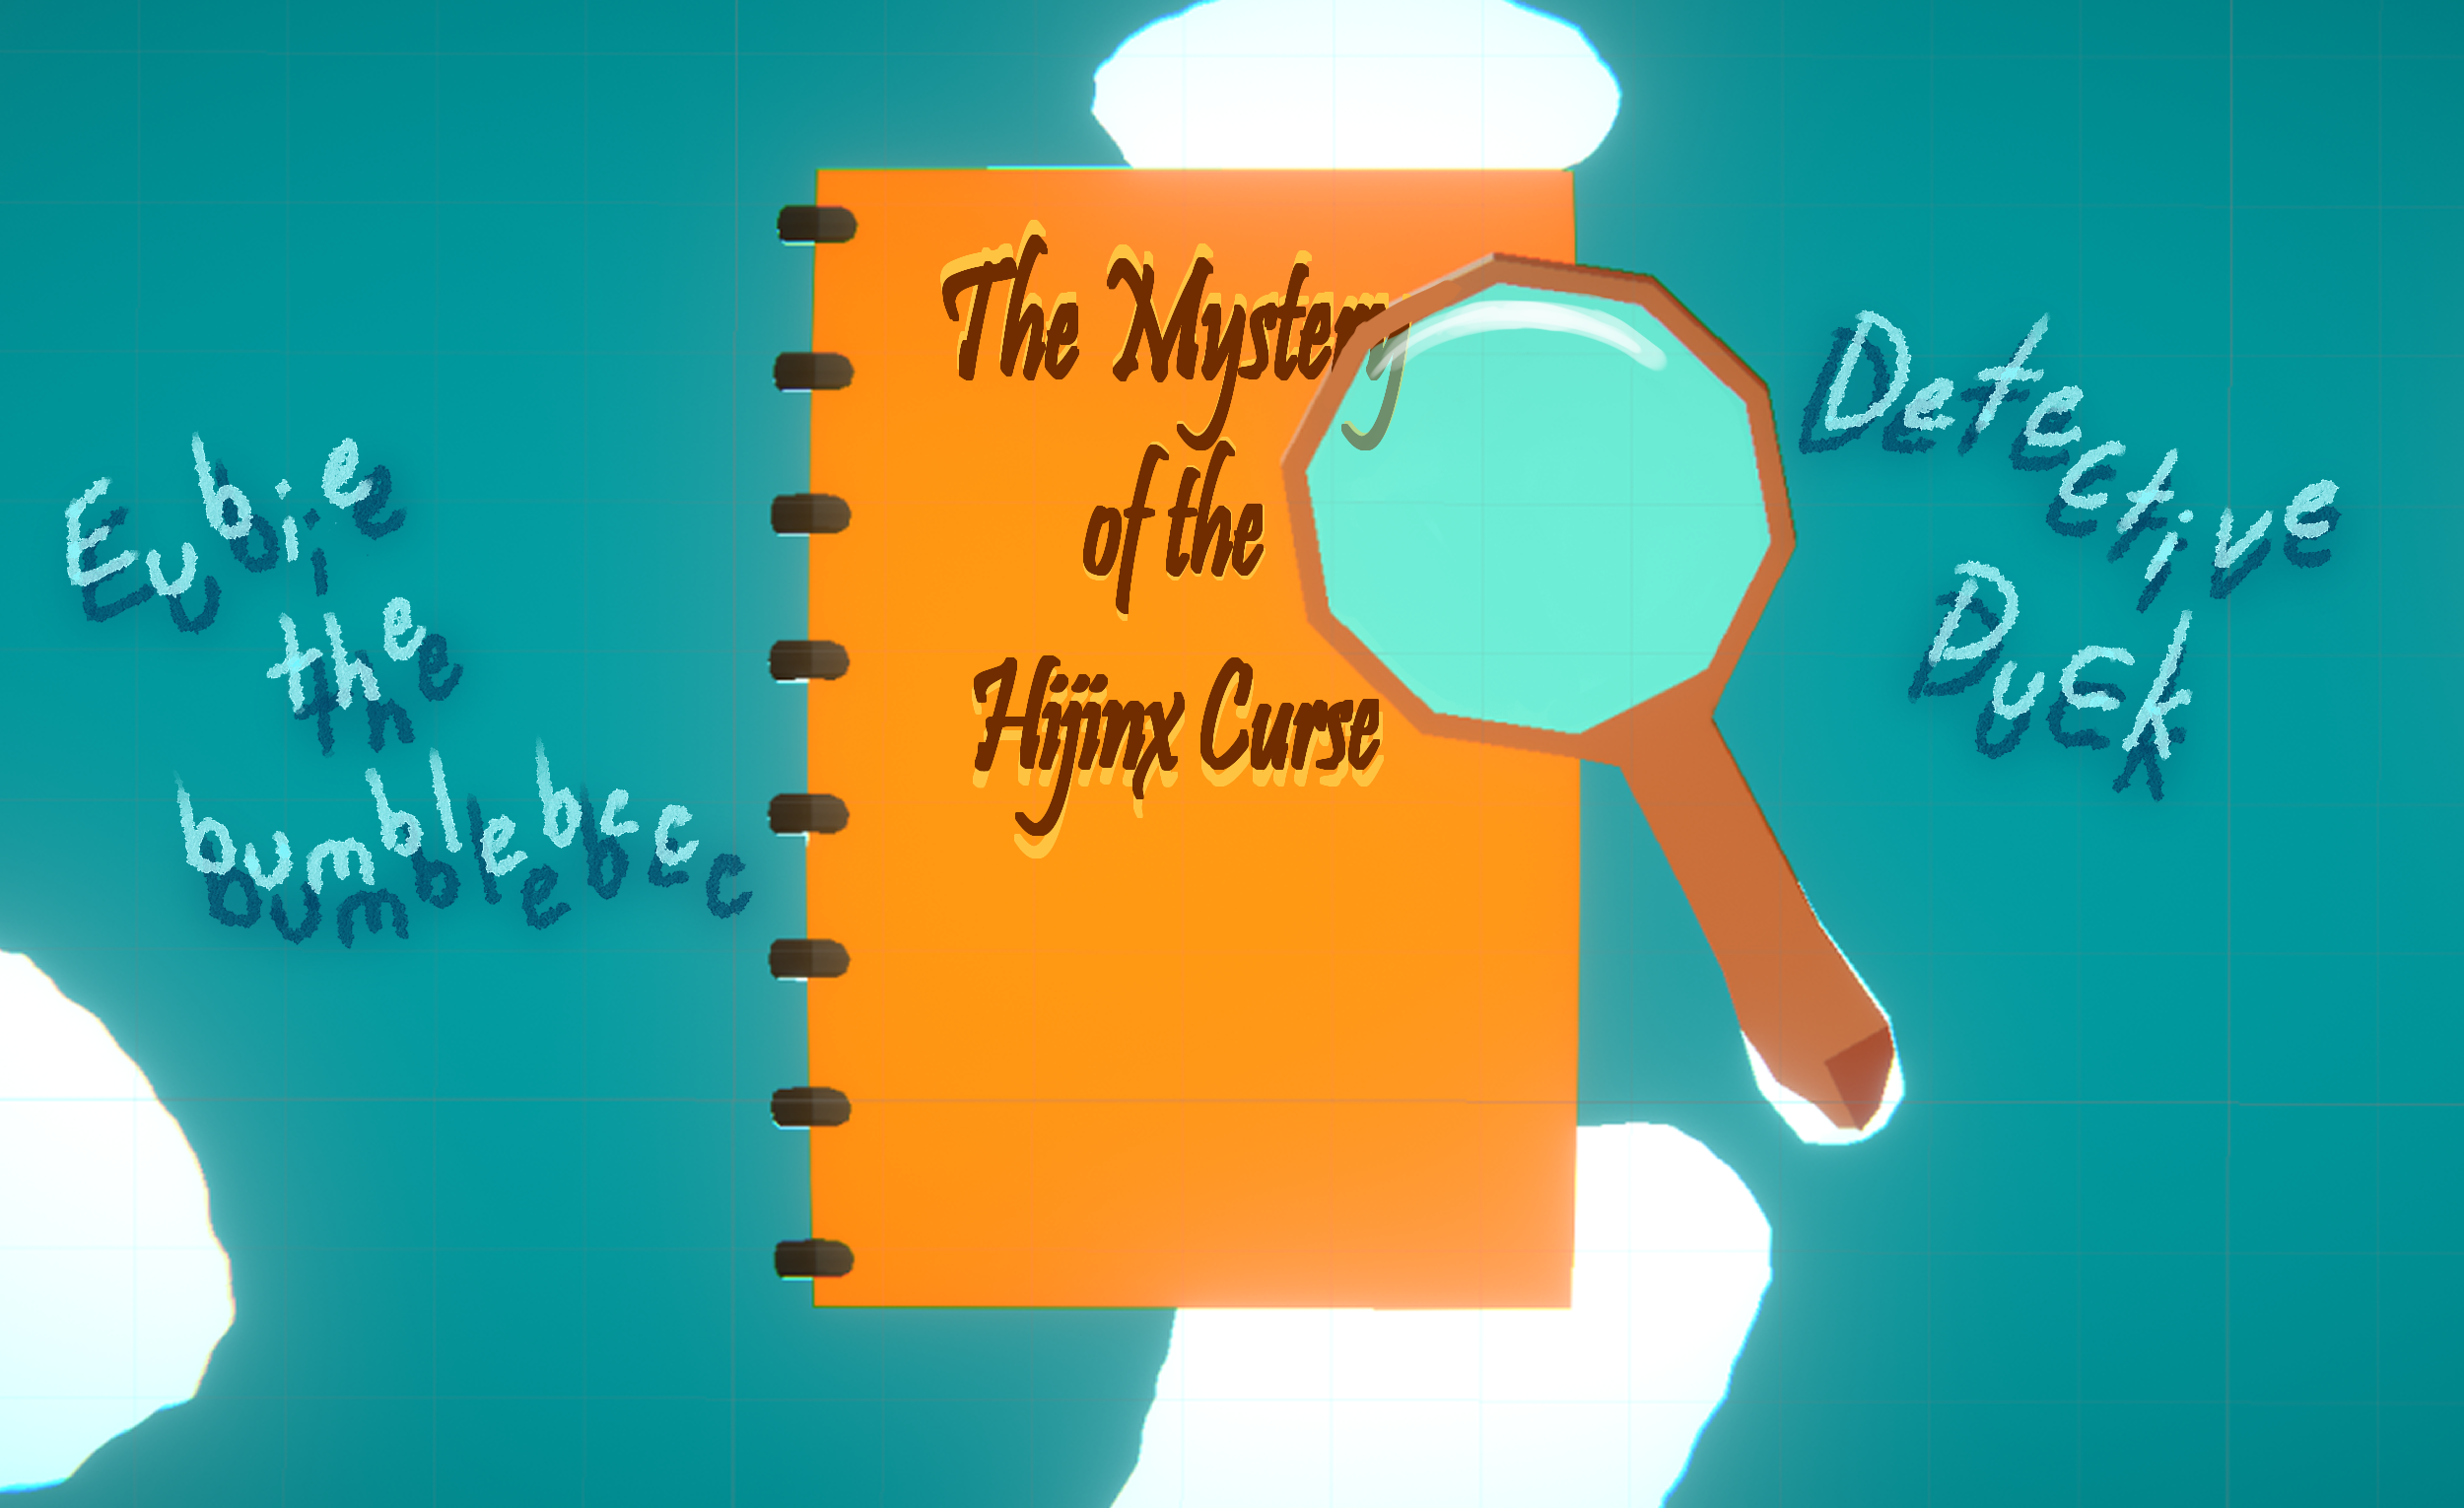 Eubie
the
bumblebee
The Mystery
of the
Hijinx Curse
Detective
Duck